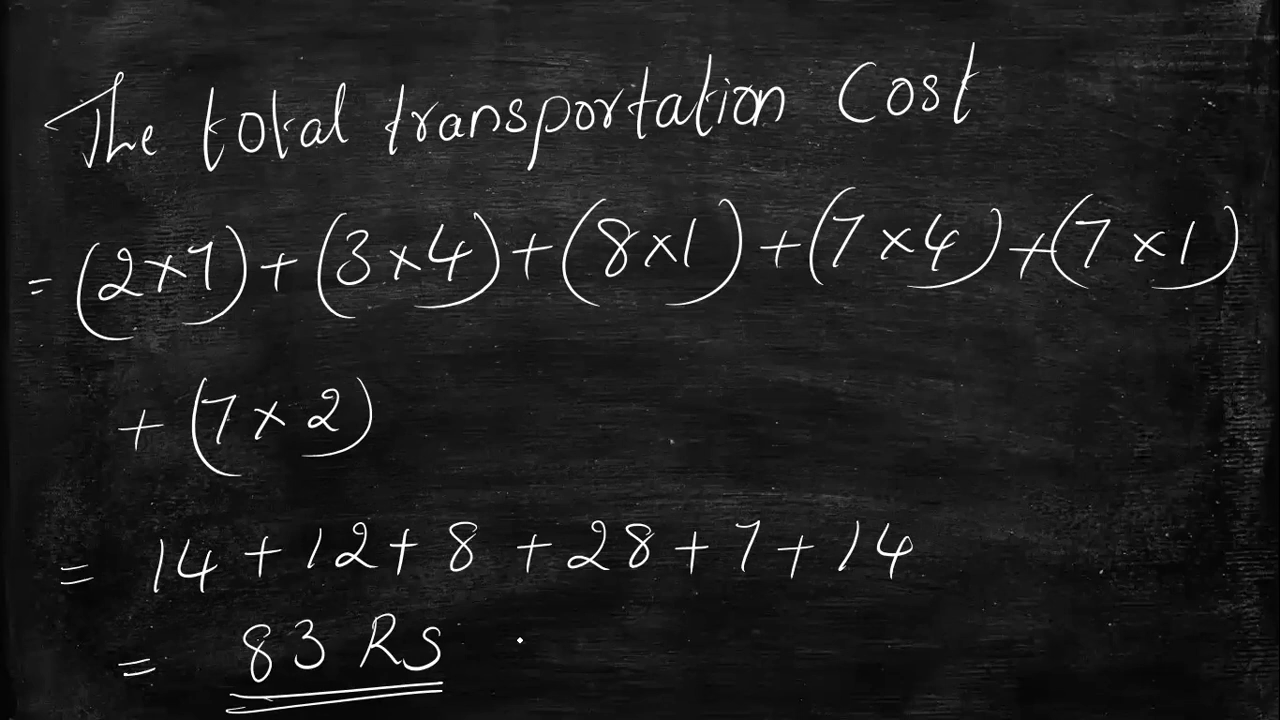 The total transportation Cost
= (2×7) + (3×4) + (8×1) + (7×4) + (7×1)
+ (7×2)
= 14 + 12 + 8 + 28 + 7 + 14
= 83 RS